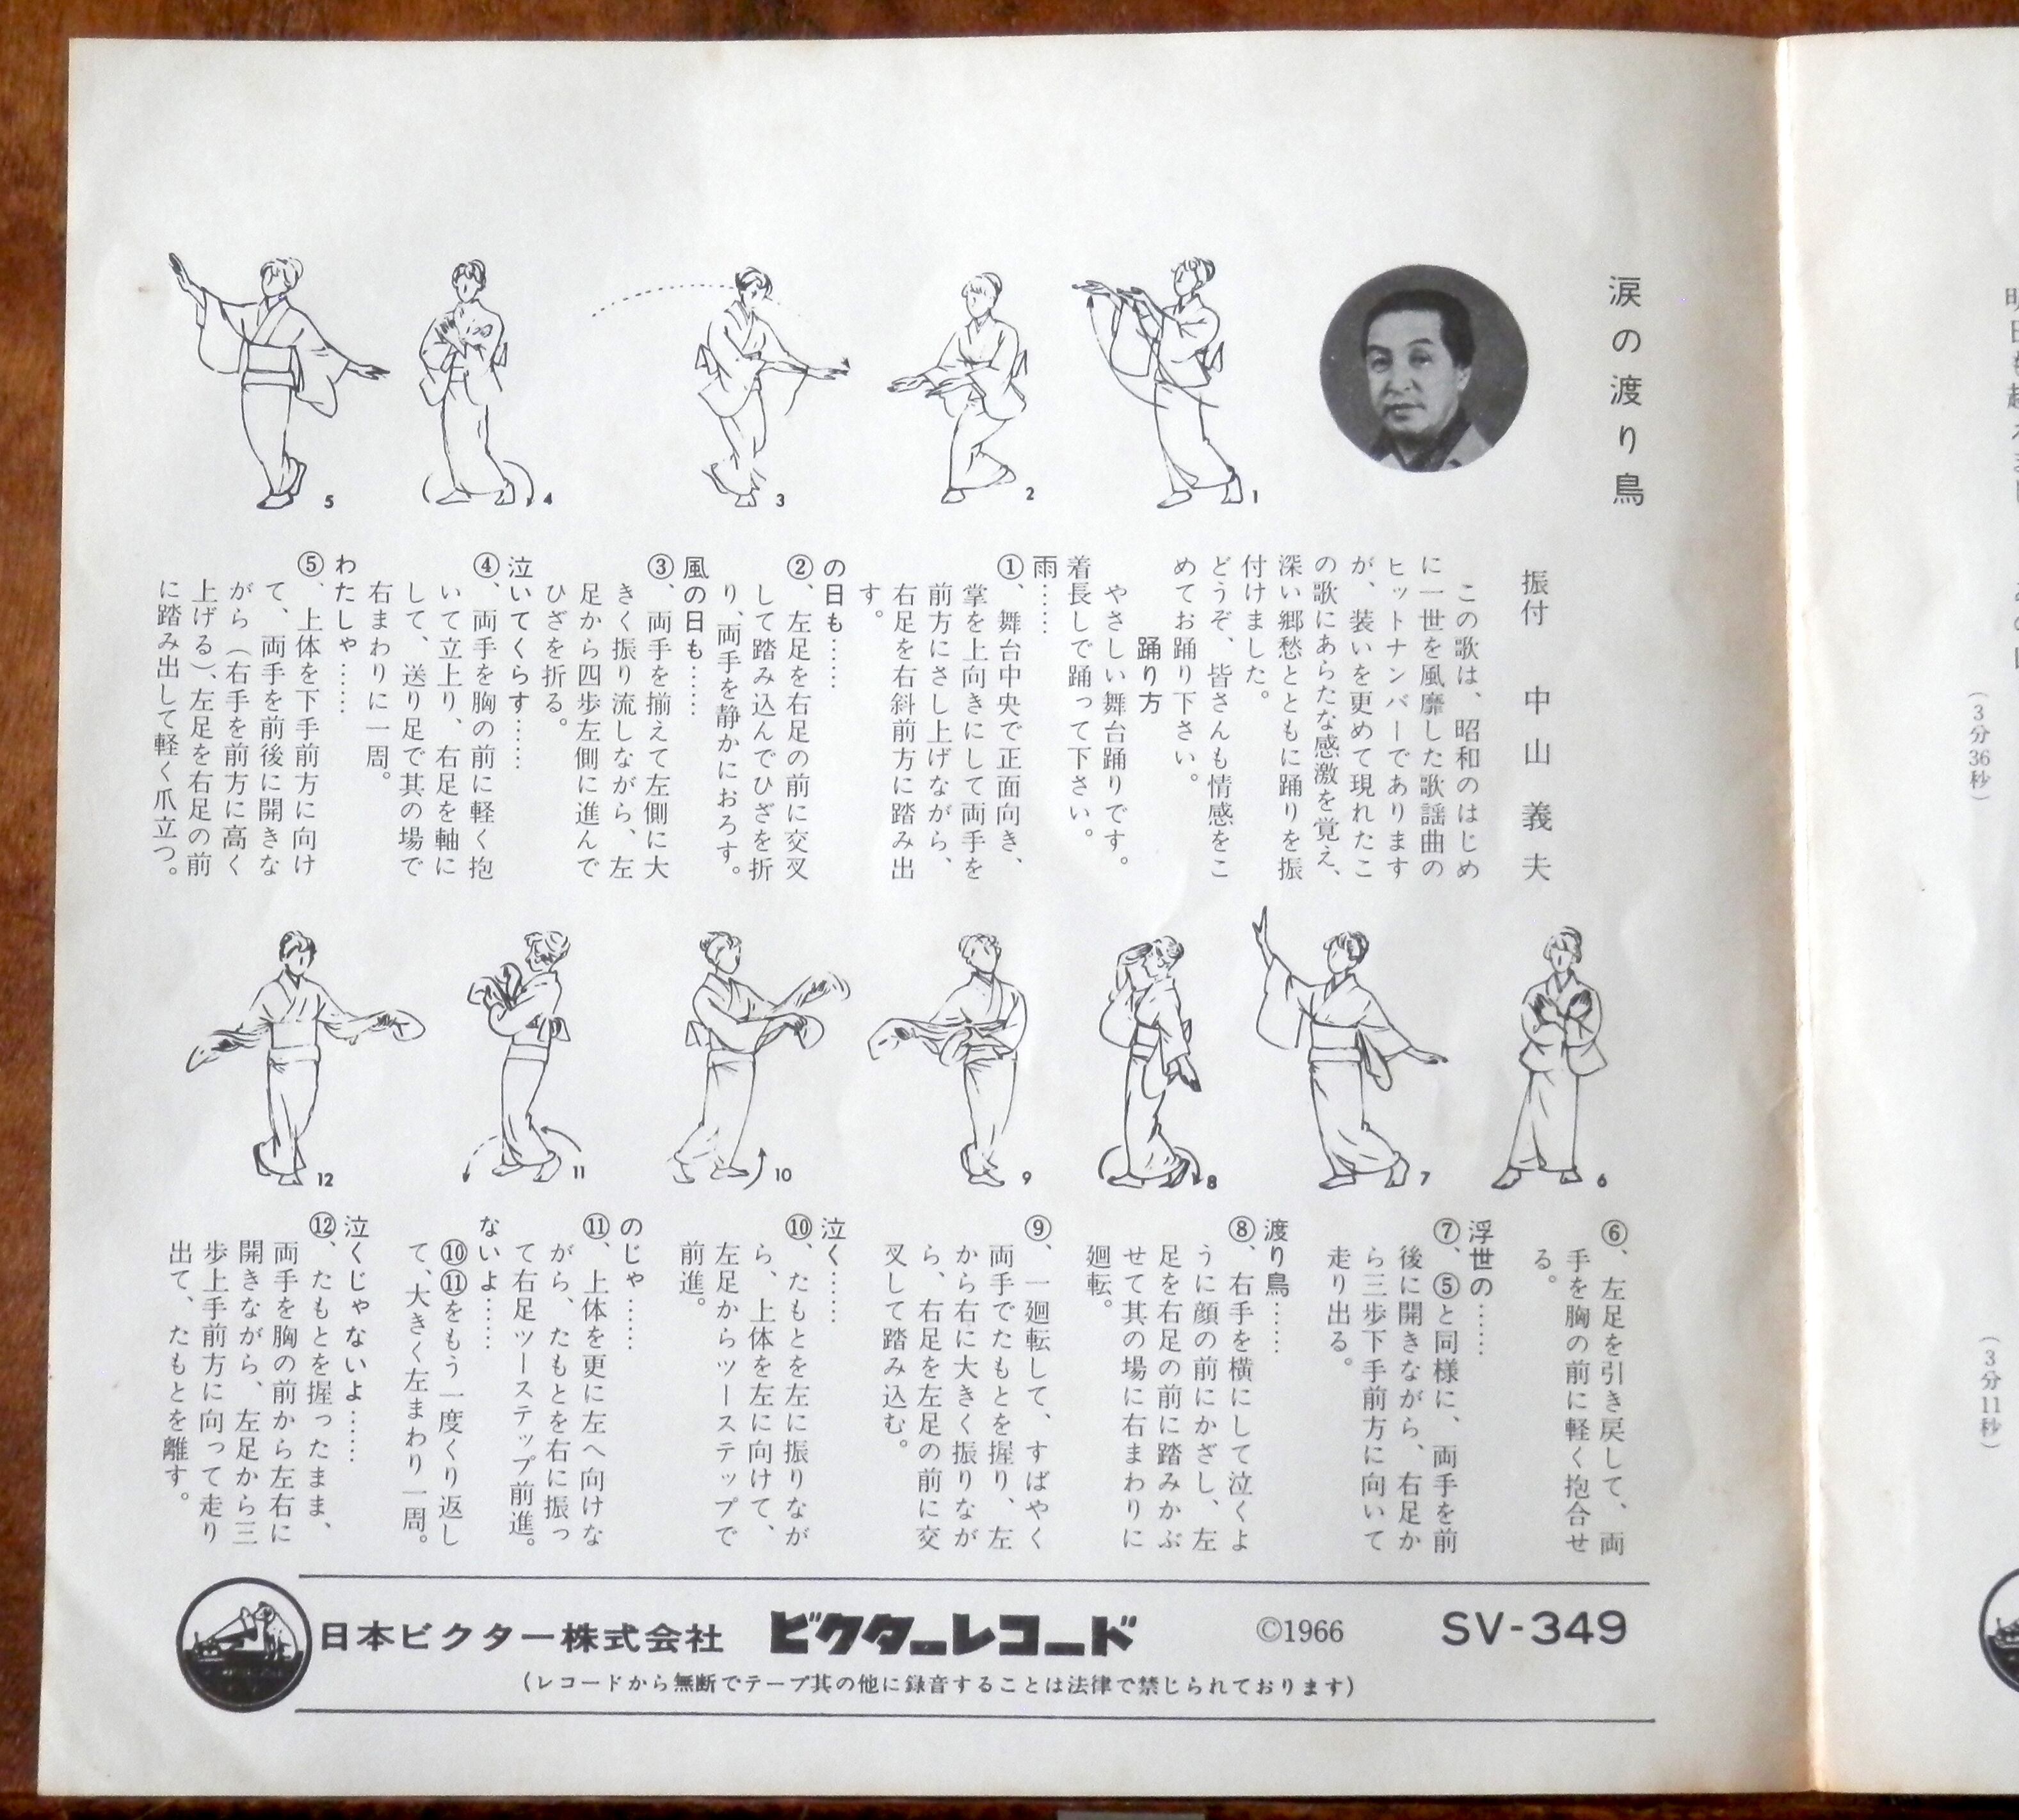 涙の渡り鳥
振付 中山義夫
この歌は、昭和のはじめ
に一世を風靡した歌謡曲の
ヒットナンバーであります
が、装いを更めて現れたこ
の歌にあらたな感激を覚え、
深い郷愁とともに踊りを振
付けました。
どうぞ、皆さんも情感をこ
めてお踊り下さい。
踊り方
やさしい舞台踊りです。
着長しで踊って下さい。
雨……
①、舞台中央で正面向き、
掌を上向きにして両手を
前方にさし上げながら、
右足を右斜前方に踏み出
す。
の日も……
②、左足を右足の前に交叉
して踏み込んでひざを折
り、両手を静かにおろす。
風の日も……
③、両手を揃えて左側に大
きく振り流しながら、左
足から四歩左側に進んで
ひざを折る。
泣いてくらす……
④、両手を胸の前に軽く抱
いて立上り、右足を軸に
して、送り足で其の場で
右まわりに一周。
わたしゃ……
⑤、上体を下手前方に向け
て、両手を前後に開きな
がら（右手を前方に高く
上げる）、左足を右足の前
に踏み出して軽く爪立つ。
1
2
3
4
5
⑥、左足を引き戻して、両
手を胸の前に軽く抱合せ
る。
浮世の……
⑦、⑤と同様に、両手を前
後に開きながら、右足か
ら三歩下手前方に向いて
走り出る。
渡り鳥……
⑧、右手を横にして泣くよ
うに顔の前にかざし、左
足を右足の前に踏みかぶ
せて其の場に右まわりに
廻転。
⑨、一廻転して、すばやく
両手でたもとを握り、左
から右に大きく振りなが
ら、右足を左足の前に交
叉して踏み込む。
泣く……
⑩、たもとを左に振りなが
ら、上体を左に向けて、
左足からツーステップで
前進。
のじゃ……
⑪、上体を更に左へ向けな
がら、たもとを右に振っ
て右足ツーステップ前進。
ないよ……
⑩⑪をもう一度くり返し
て、大きく左まわり一周。
泣くじゃないよ……
⑫、たもとを握ったまま、
両手を胸の前から左右に
開きながら、左足から三
歩上手前方に向って走り
出て、たもとを離す。
6
7
8
9
10
11
12
日本ビクター株式会社 ビクターレコード ©1966 SV-349
(レコードから無断でテープ其の他に録音することは法律で禁じられております)
（3分36秒）
（3分11秒）